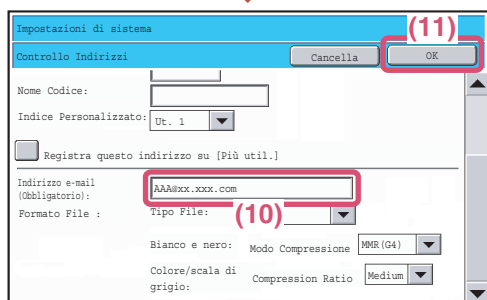 Impostazioni di sistema
(11)
Controllo Indirizzi
Cancella
OK
Nome Codice:
Indice Personalizzato:
Ut. 1
Registra questo indirizzo su [Più util.]
Indirizzo e-mail
(Obbligatorio):
AAA@xx.xxx.com
Formato File :
Tipo File:
(10)
Bianco e nero:
Modo Compressione
MMR(G4)
Colore/scala di
grigio:
Compression Ratio
Medium